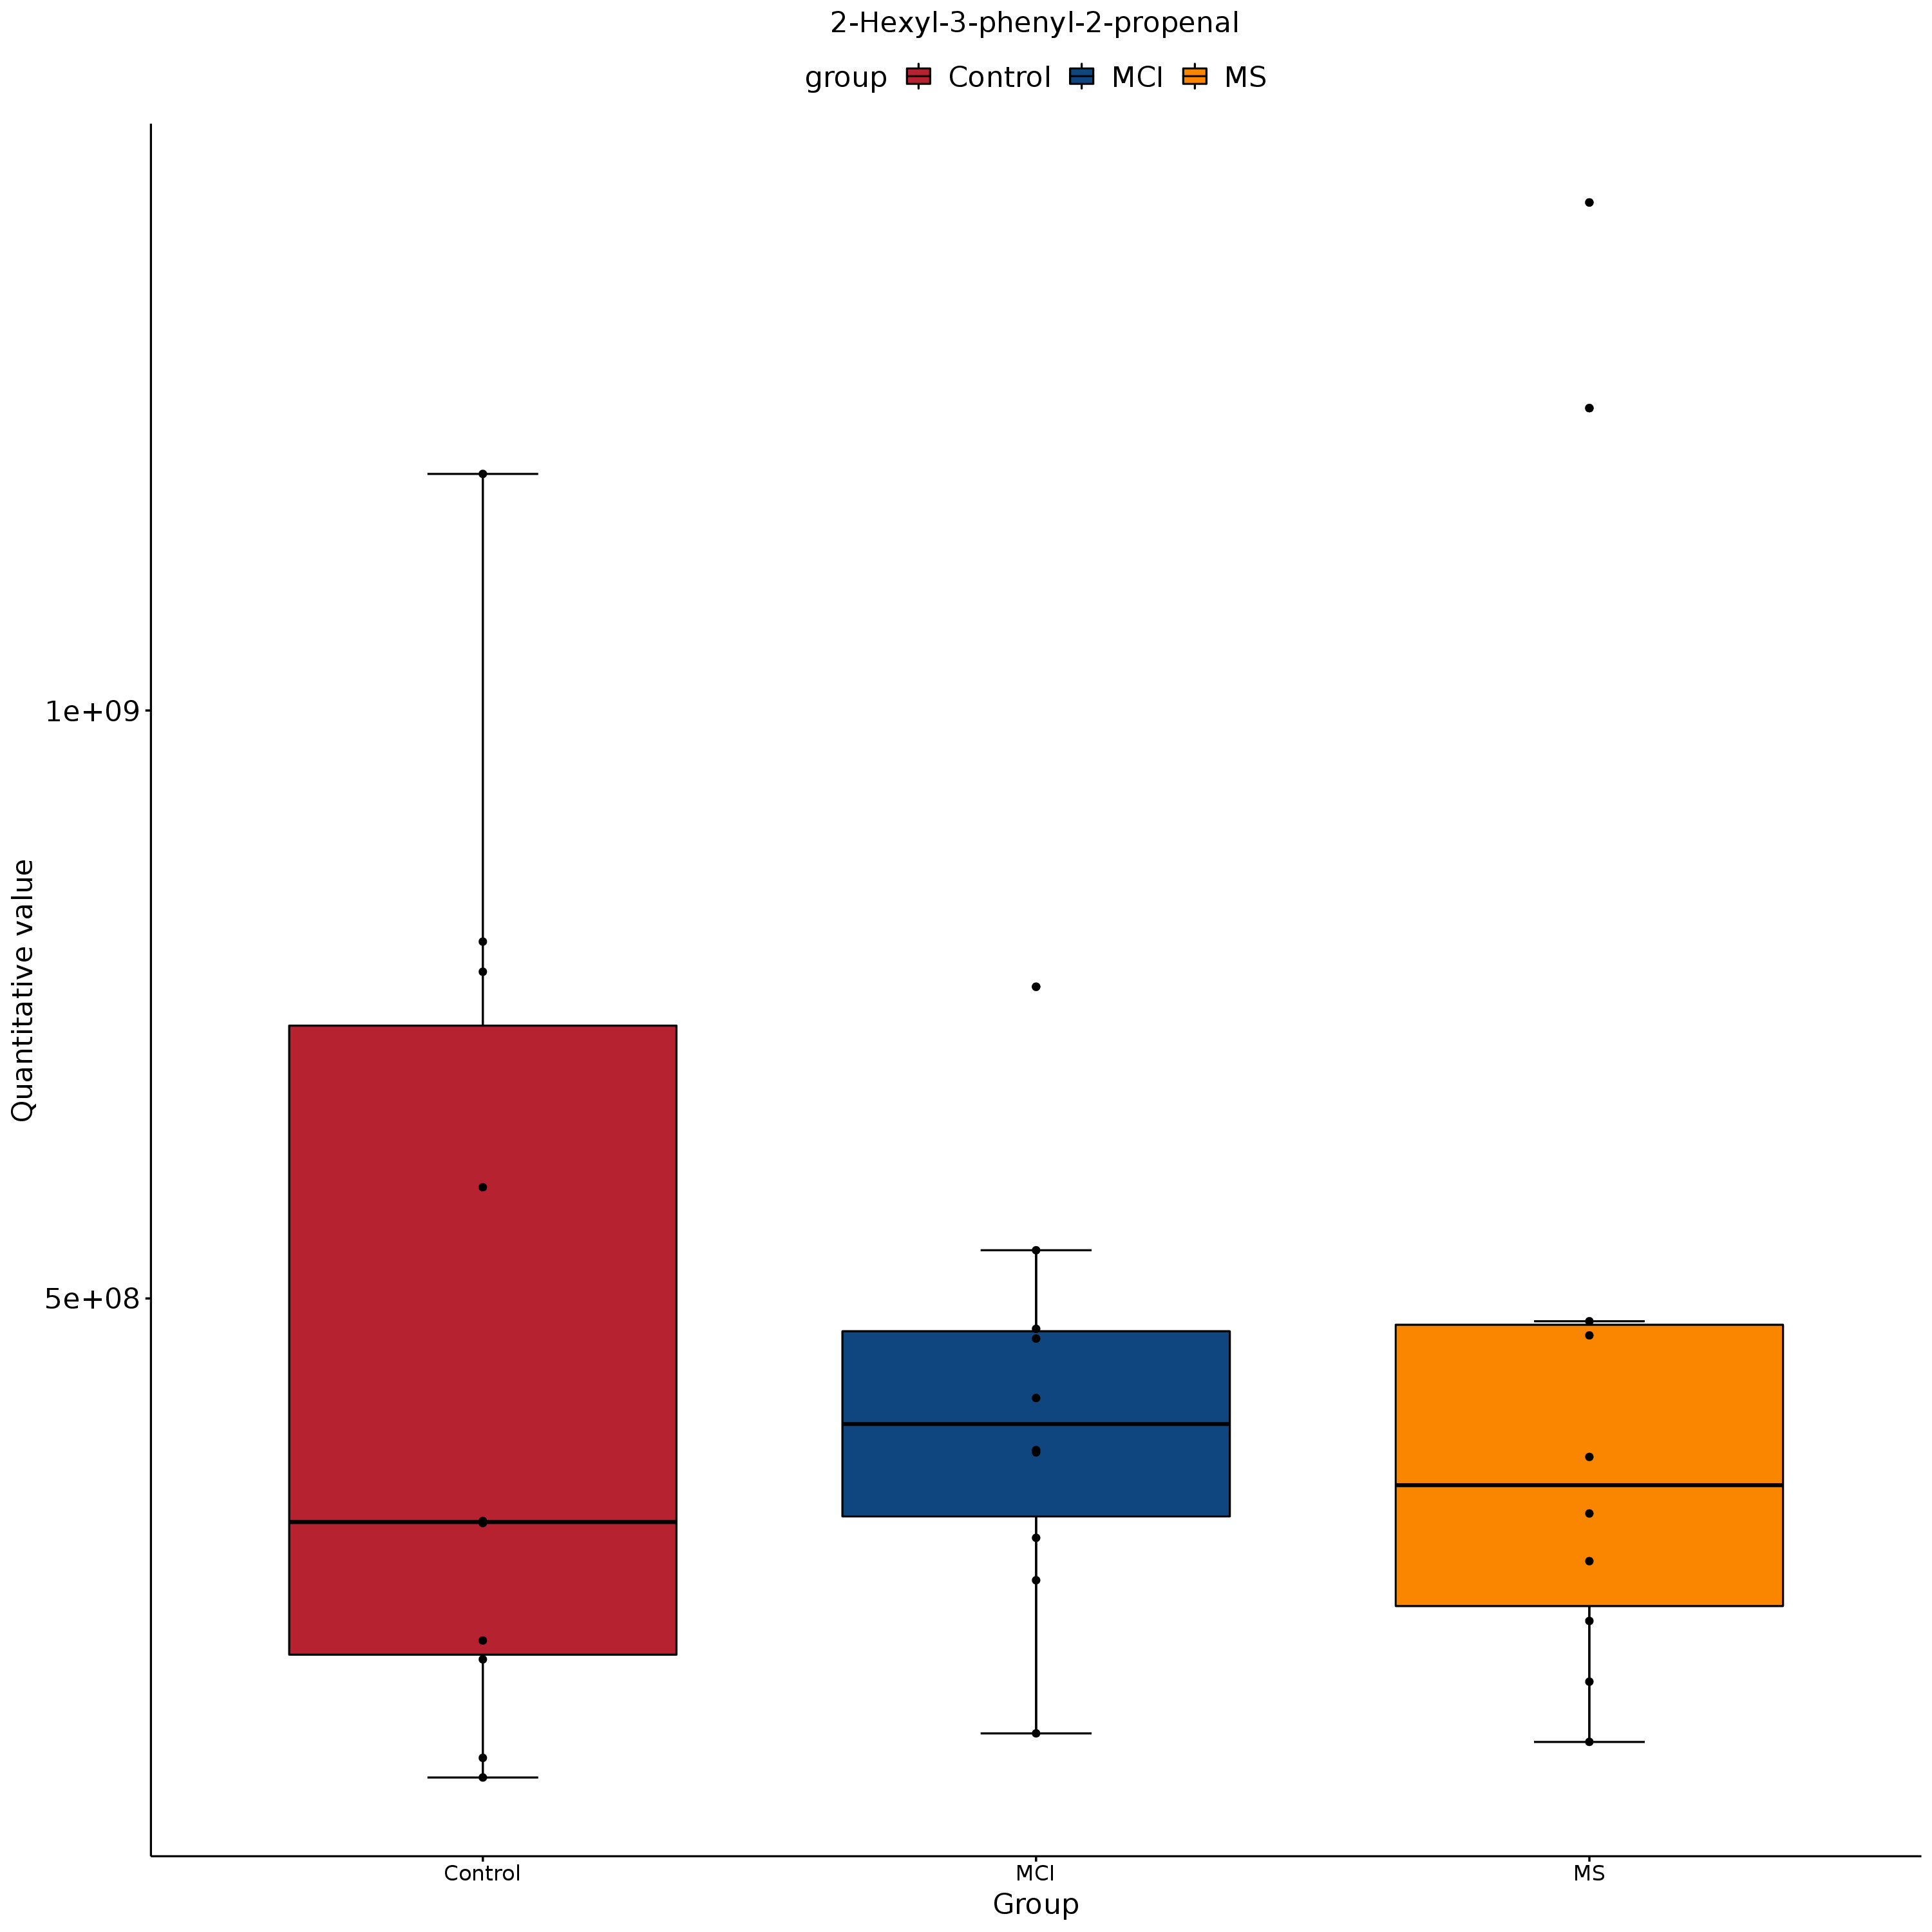 2-Hexyl-3-phenyl-2-propenal
group Control MCI MS
Quantitative value
1e+09
5e+08
Control MCI MS
Group